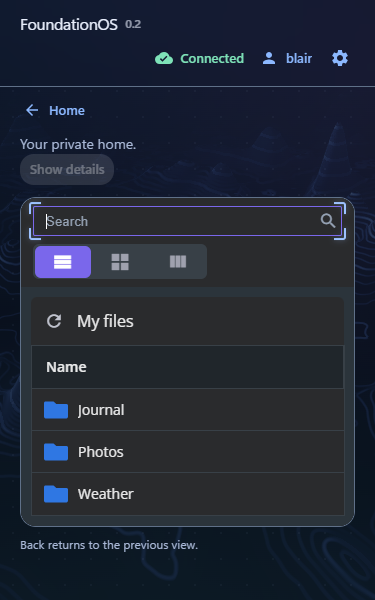 FoundationOS 0.2
Connected blair
Home
Your private home.
Show details
Search
My files
Name
Journal
Photos
Weather
Back returns to the previous view.